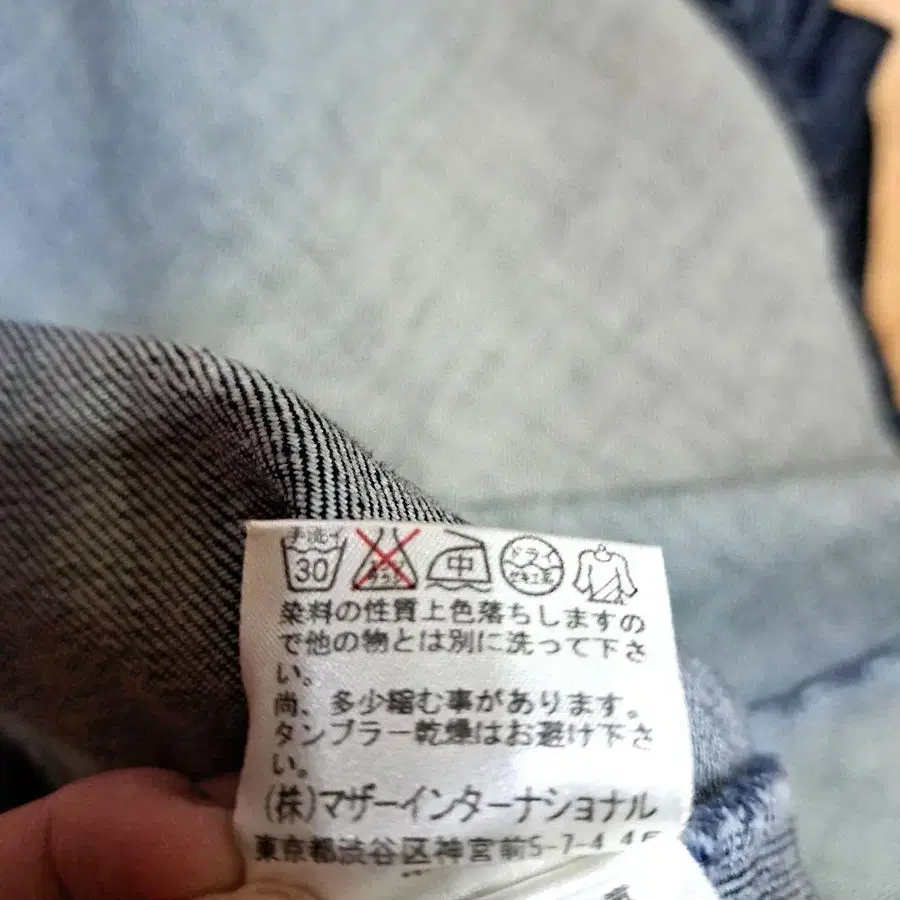 手洗イ
30
中
ドライ
セキユ系
染料の性質上色落ちしますの
で他の物とは別に洗って下さ
い。
尚、多少縮む事があります。
タンブラー乾燥はお避け下さ
い。
(株)マザーインターナショナル
東京都渋谷区神宮前5-7-4